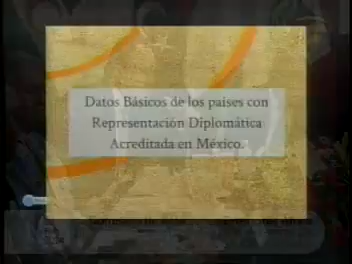 Datos Básicos de los países con
Representación Diplomática
Acreditada en México.